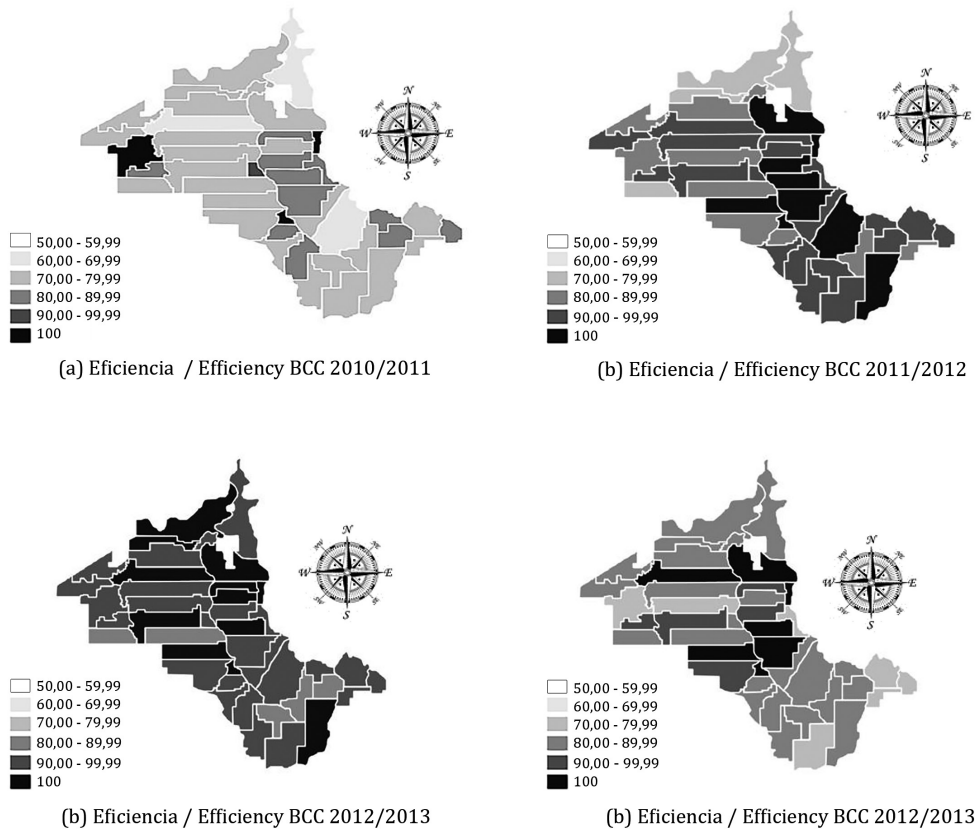 N
W E
S
50,00 - 59,99
60,00 - 69,99
70,00 - 79,99
80,00 - 89,99
90,00 - 99,99
100
(a) Eficiencia / Efficiency BCC 2010/2011
N
W E
S
50,00 - 59,99
60,00 - 69,99
70,00 - 79,99
80,00 - 89,99
90,00 - 99,99
100
(b) Eficiencia / Efficiency BCC 2011/2012
N
W E
S
50,00 - 59,99
60,00 - 69,99
70,00 - 79,99
80,00 - 89,99
90,00 - 99,99
100
(b) Eficiencia / Efficiency BCC 2012/2013
N
W E
S
50,00 - 59,99
60,00 - 69,99
70,00 - 79,99
80,00 - 89,99
90,00 - 99,99
100
(b) Eficiencia / Efficiency BCC 2012/2013